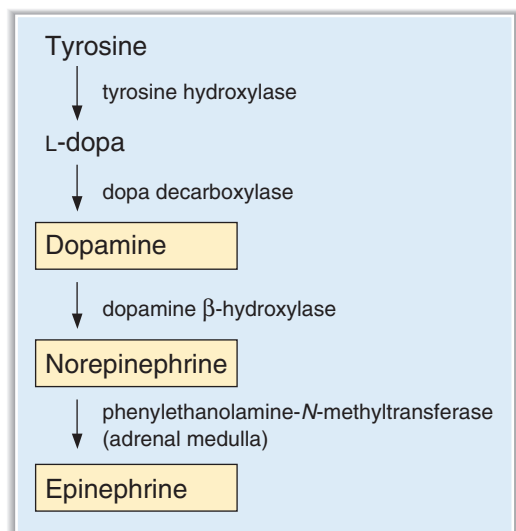 Tyrosine
tyrosine hydroxylase
L-dopa
dopa decarboxylase
Dopamine
dopamine β-hydroxylase
Norepinephrine
phenylethanolamine-N-methyltransferase
(adrenal medulla)
Epinephrine